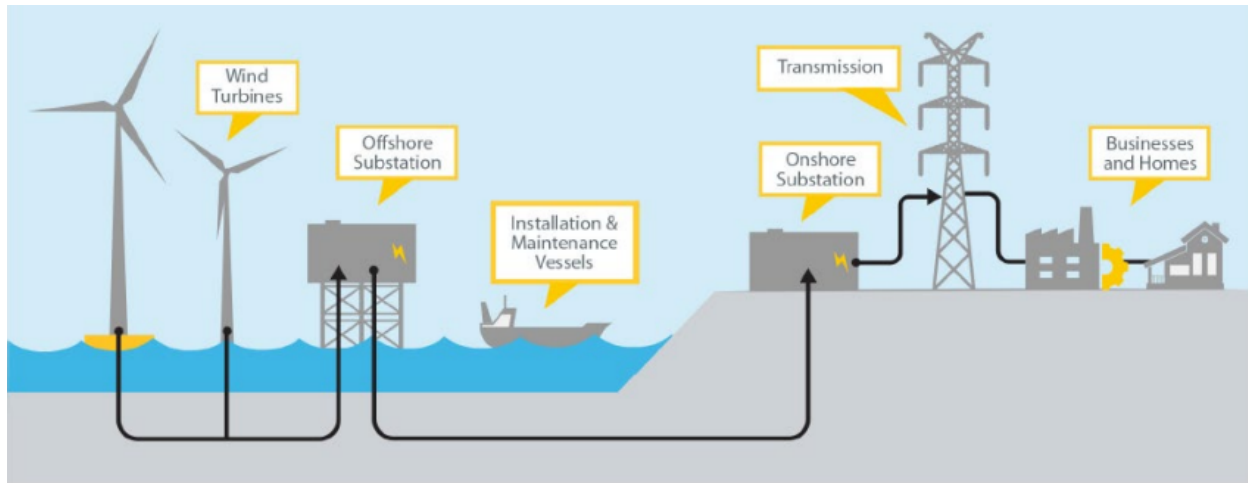 Wind
Turbines
Offshore
Substation
Installation &
Maintenance
Vessels
Transmission
Onshore
Substation
Businesses
and Homes